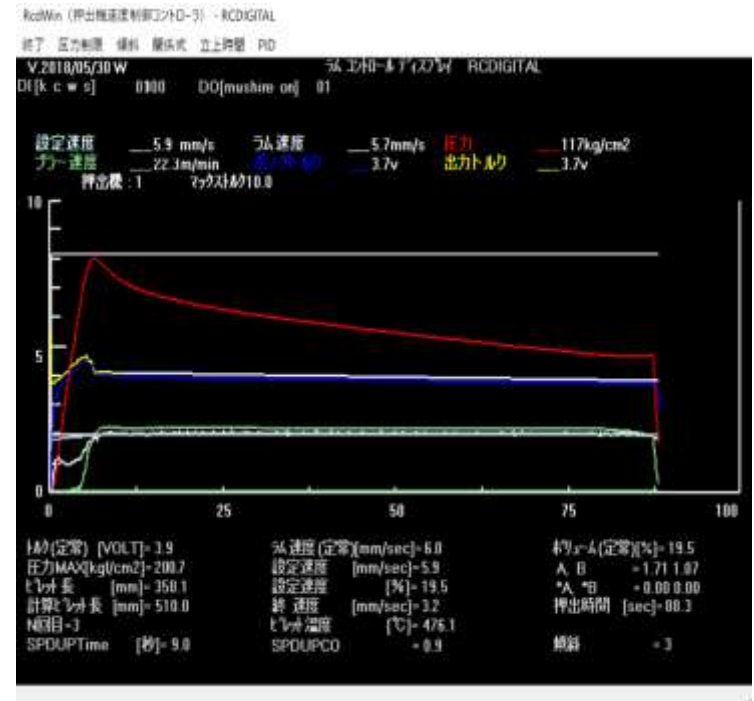 RcdWin (押出機速度制御コントローラ) - RCDIGITAL
終了 圧力制限 傾斜 関係式 立上時間 PID
V.2018/05/30 W ラム コントロール ディスプレイ RCDIGITAL
DI[k c w s] 0100 DO[mushire on] 01
設定速度 5.9 mm/s ラム速度 5.7mm/s 圧力 117kg/cm2
プラー速度 22.3m/min 3.7v 出力トルク 3.7v
押出機 : 1 マックストルク10.0
10
5
0
0 25 50 75 100
トルク(定常) [VOLT]= 3.9 ラム速度(定常)[mm/sec]= 6.0 ボリューム(定常)[%]= 19.5
圧力MAX[kgl/cm2]= 200.7 設定速度 [mm/sec]=5.9 A, B = 1.71 1.07
ビレット長 [mm]= 358.1 設定速度 [%]= 19.5 *A, *B = 0.00 0.00
計算ビレット長 [mm]= 510.0 終 速度 [mm/sec]=3.2 押出時間 [sec]= 88.3
N回目=3 ビレット温度 [℃]= 476.1
SPDUPTime [秒]= 9.0 SPDUPCO = 0.9 傾斜 = 3